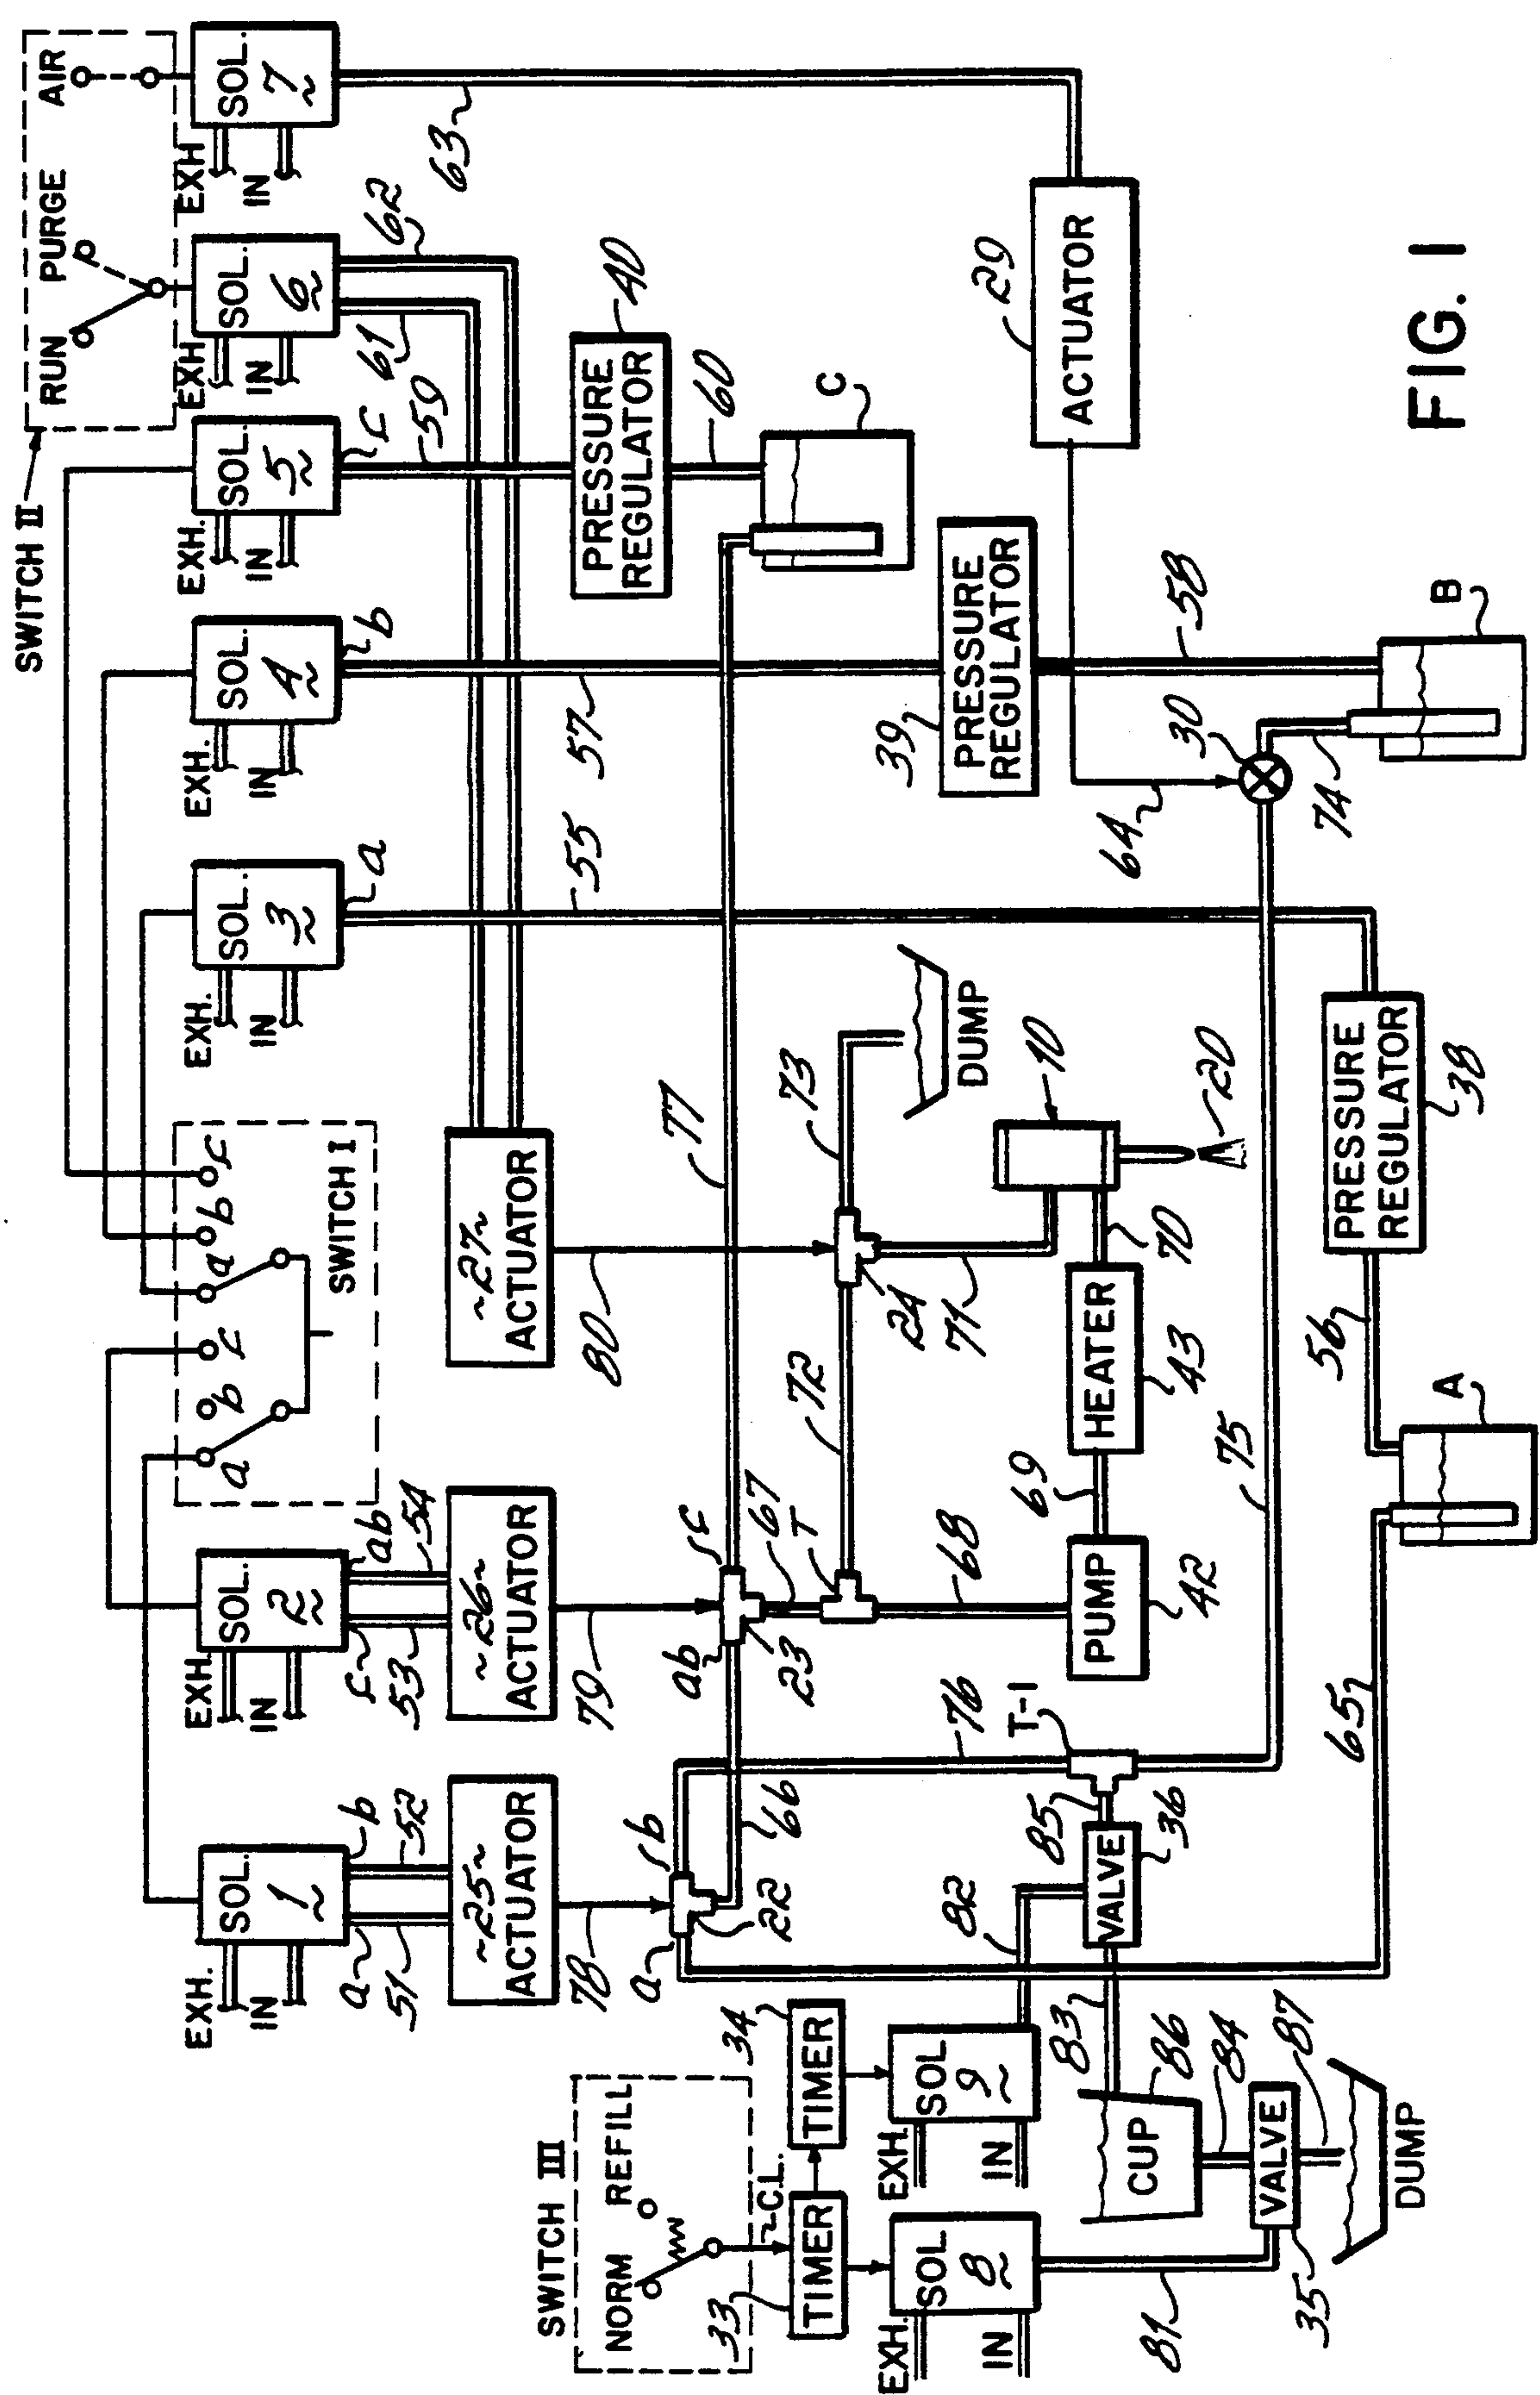 SWITCH II
RUN PURGE AIR
SOL. 1
SOL. 2
SOL. 3
SOL. 4
SOL. 5
SOL. 6
SOL. 7
EXH. IN
EXH. IN
EXH. IN
EXH. IN
EXH. IN
EXH IN
EXH IN
a b
c ab
a
b
c
51 52
53 54
55
57
59
61 62
63
a b c a b c
SWITCH I
~25~ ACTUATOR
~26~ ACTUATOR
~27~ ACTUATOR
PRESSURE REGULATOR 40
60
C
78
79
80
77
a b
22
66
ab c
23
67
T
72
24
73
DUMP
71
10
20
68
PUMP
42
69
HEATER
43
70
PRESSURE REGULATOR
39
58
ACTUATOR
29
64
30
74
B
SWITCH III
NORM REFILL
C.L.
33
TIMER
TIMER
34
SOL 8
EXH. IN
SOL 9
EXH. IN
81
82
83
CUP
86
84
VALVE
35
87
DUMP
VALVE
36
85
T-1
76
75
65
A
56
PRESSURE REGULATOR
38
FIG. 1